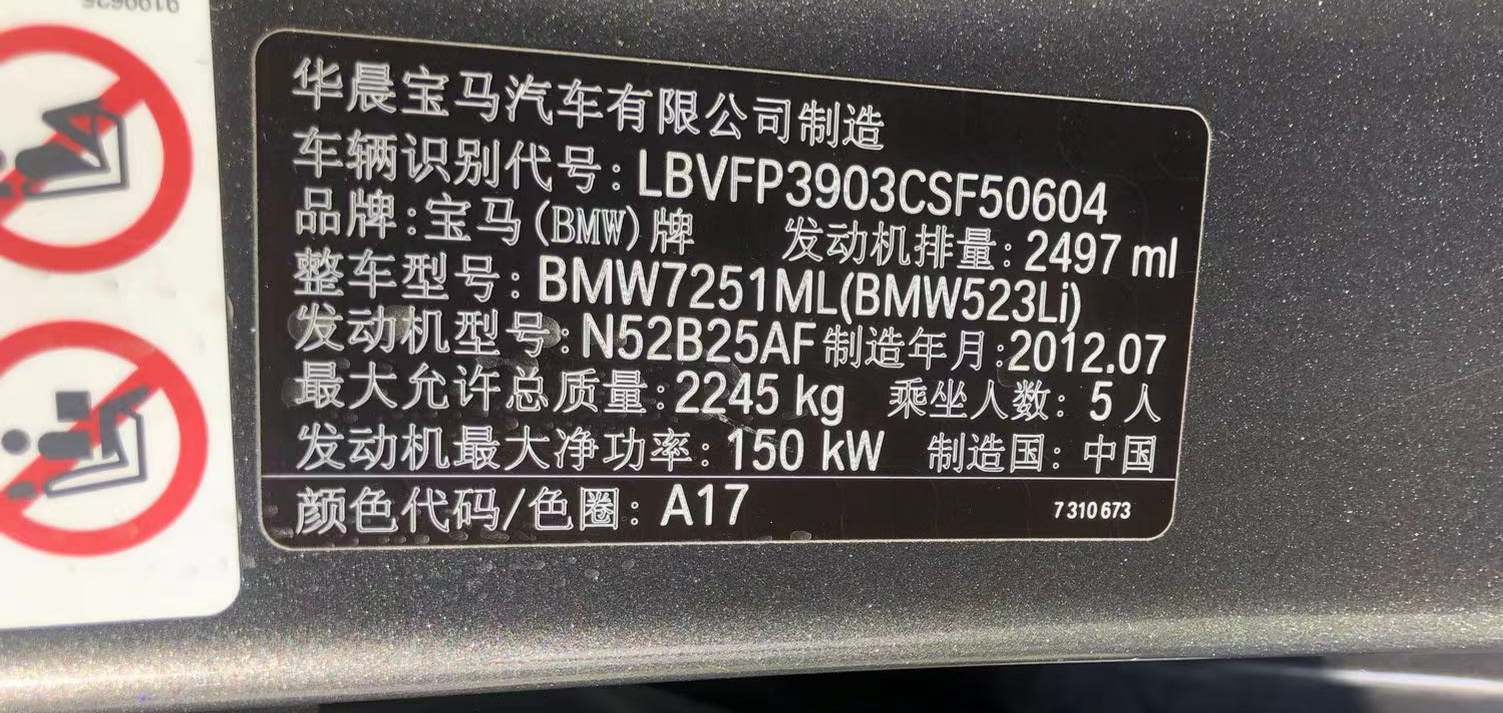 华晨宝马汽车有限公司制造
车辆识别代号:LBVFP3903CSF50604
品牌:宝马(BMW)牌 发动机排量:2497 ml
整车型号:BMW7251ML(BMW523Li)
发动机型号:N52B25AF 制造年月:2012.07
最大允许总质量:2245 kg 乘坐人数: 5 人
发动机最大净功率:150 kW 制造国: 中国
颜色代码/色圈: A17 7 310 673